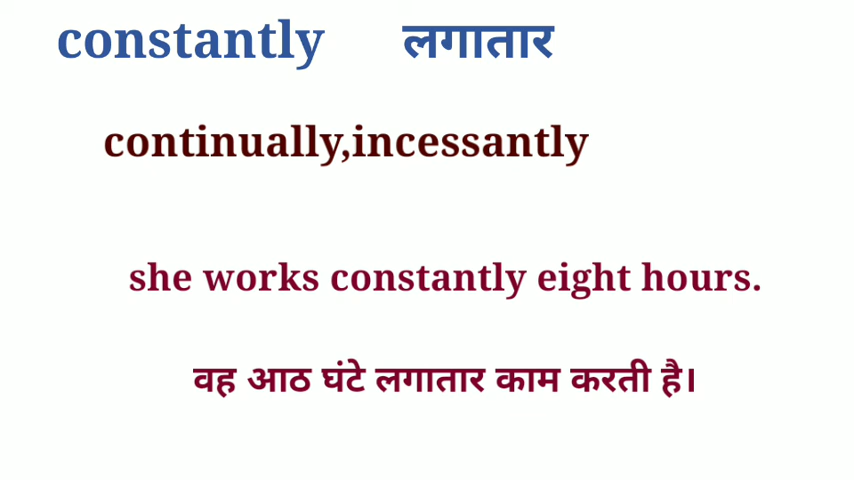 constantly लगातार
continually,incessantly
she works constantly eight hours.
वह आठ घंटे लगातार काम करती है।